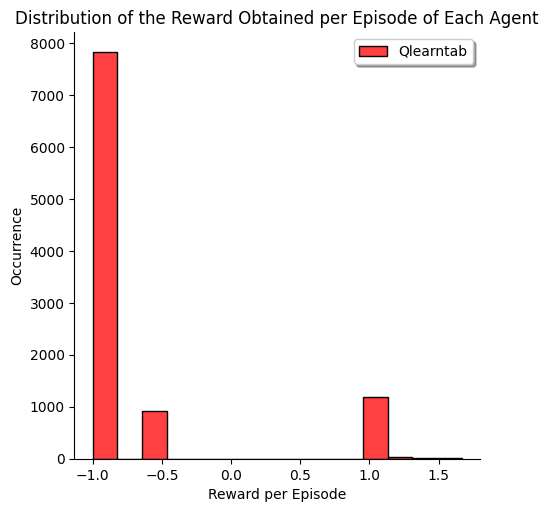 Distribution of the Reward Obtained per Episode of Each Agent
Qlearntab
8000
7000
6000
5000
4000
3000
2000
1000
0
Occurrence
−1.0 −0.5 0.0 0.5 1.0 1.5
Reward per Episode